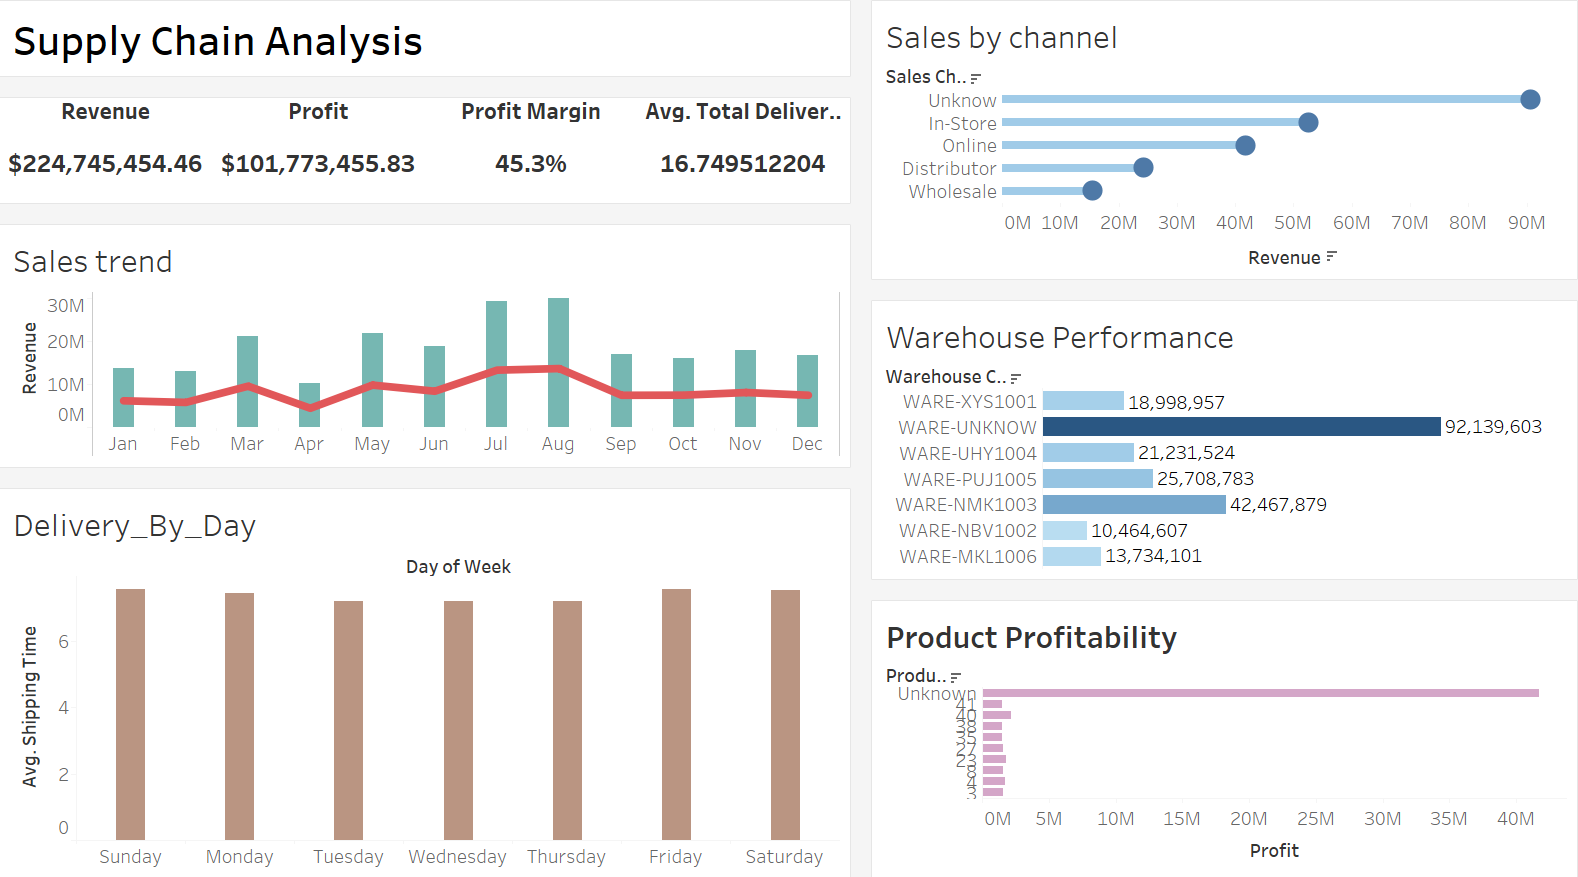 Supply Chain Analysis
Revenue Profit Profit Margin Avg. Total Deliver..
$224,745,454.46 $101,773,455.83 45.3% 16.749512204
Sales trend
Revenue
30M
20M
10M
0M
Jan Feb Mar Apr May Jun Jul Aug Sep Oct Nov Dec
Delivery_By_Day
Day of Week
Avg. Shipping Time
6
4
2
0
Sunday Monday Tuesday Wednesday Thursday Friday Saturday
Sales by channel
Sales Ch..
Unknow
In-Store
Online
Distributor
Wholesale
0M 10M 20M 30M 40M 50M 60M 70M 80M 90M
Revenue
Warehouse Performance
Warehouse C..
WARE-XYS1001 18,998,957
WARE-UNKNOW 92,139,603
WARE-UHY1004 21,231,524
WARE-PUJ1005 25,708,783
WARE-NMK1003 42,467,879
WARE-NBV1002 10,464,607
WARE-MKL1006 13,734,101
Product Profitability
Produ..
Unknown
41
40
38
35
27
23
8
4
3
0M 5M 10M 15M 20M 25M 30M 35M 40M
Profit